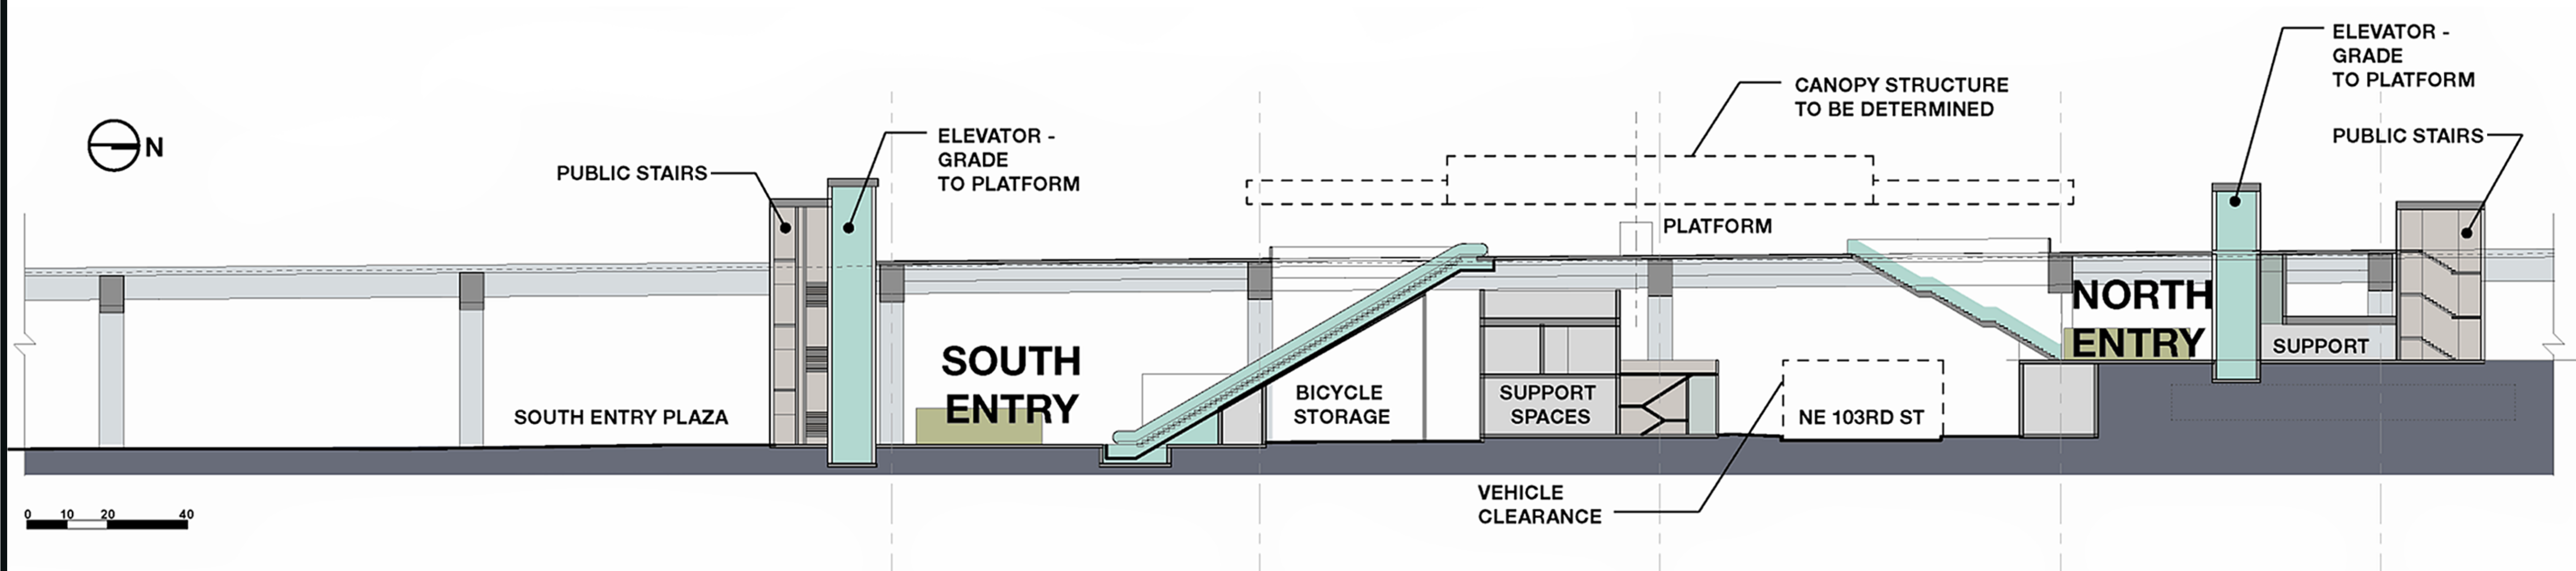 N
PUBLIC STAIRS
ELEVATOR -
GRADE
TO PLATFORM
CANOPY STRUCTURE
TO BE DETERMINED
ELEVATOR -
GRADE
TO PLATFORM
PUBLIC STAIRS
PLATFORM
SOUTH ENTRY PLAZA
SOUTH
ENTRY
BICYCLE
STORAGE
SUPPORT
SPACES
NE 103RD ST
NORTH
ENTRY
SUPPORT
VEHICLE
CLEARANCE
0 10 20 40